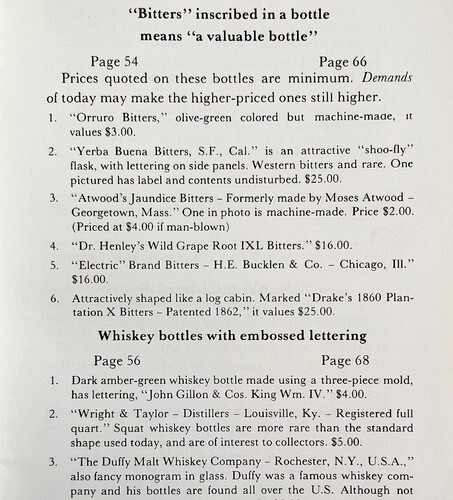 "Bitters" inscribed in a bottle
means "a valuable bottle"
Page 54 Page 66
Prices quoted on these bottles are minimum. Demands
of today may make the higher-priced ones still higher.
1. "Orruro Bitters," olive-green colored but machine-made, it
values $3.00.
2. "Yerba Buena Bitters, S.F., Cal." is an attractive "shoo-fly"
flask, with lettering on side panels. Western bitters and rare. One
pictured has label and contents undisturbed. $25.00.
3. "Atwood's Jaundice Bitters – Formerly made by Moses Atwood –
Georgetown, Mass." One in photo is machine-made. Price $2.00.
(Priced at $4.00 if man-blown)
4. "Dr. Henley's Wild Grape Root IXL Bitters." $16.00.
5. "Electric" Brand Bitters – H.E. Bucklen & Co. – Chicago, Ill."
$16.00.
6. Attractively shaped like a log cabin. Marked "Drake's 1860 Plan-
tation X Bitters – Patented 1862," it values $25.00.
Whiskey bottles with embossed lettering
Page 56 Page 68
1. Dark amber-green whiskey bottle made using a three-piece mold,
has lettering, "John Gillon & Cos. King Wm. IV." $4.00.
2. "Wright & Taylor – Distillers – Louisville, Ky. – Registered full
quart." Squat whiskey bottles are more rare than the standard
shape used today, and are of interest to collectors. $5.00.
3. "The Duffy Malt Whiskey Company – Rochester, N.Y., U.S.A.,"
also fancy monogram in glass. Duffy was a famous whiskey com-
pany and his bottles are found all over the U.S. Although not